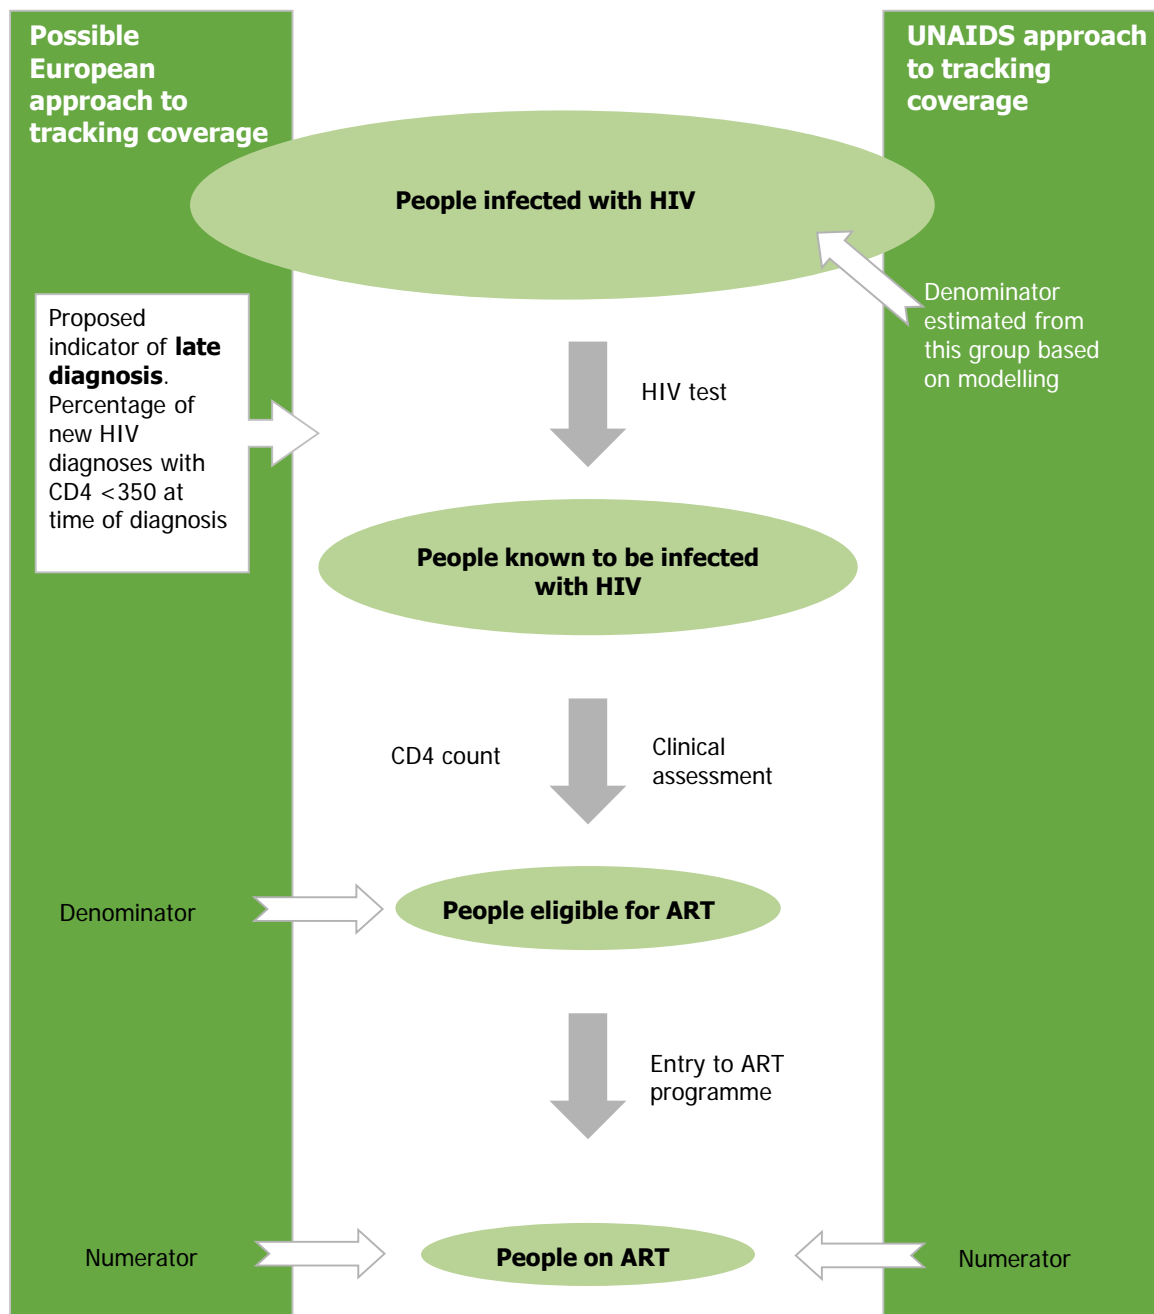 Possible
European
approach to
tracking coverage
UNAIDS approach
to tracking
coverage
People infected with HIV
Denominator
estimated from
this group based
on modelling
Proposed
indicator of late
diagnosis.
Percentage of
new HIV
diagnoses with
CD4 <350 at
time of diagnosis
HIV test
People known to be infected
with HIV
CD4 count
Clinical
assessment
Denominator
People eligible for ART
Entry to ART
programme
Numerator
People on ART
Numerator